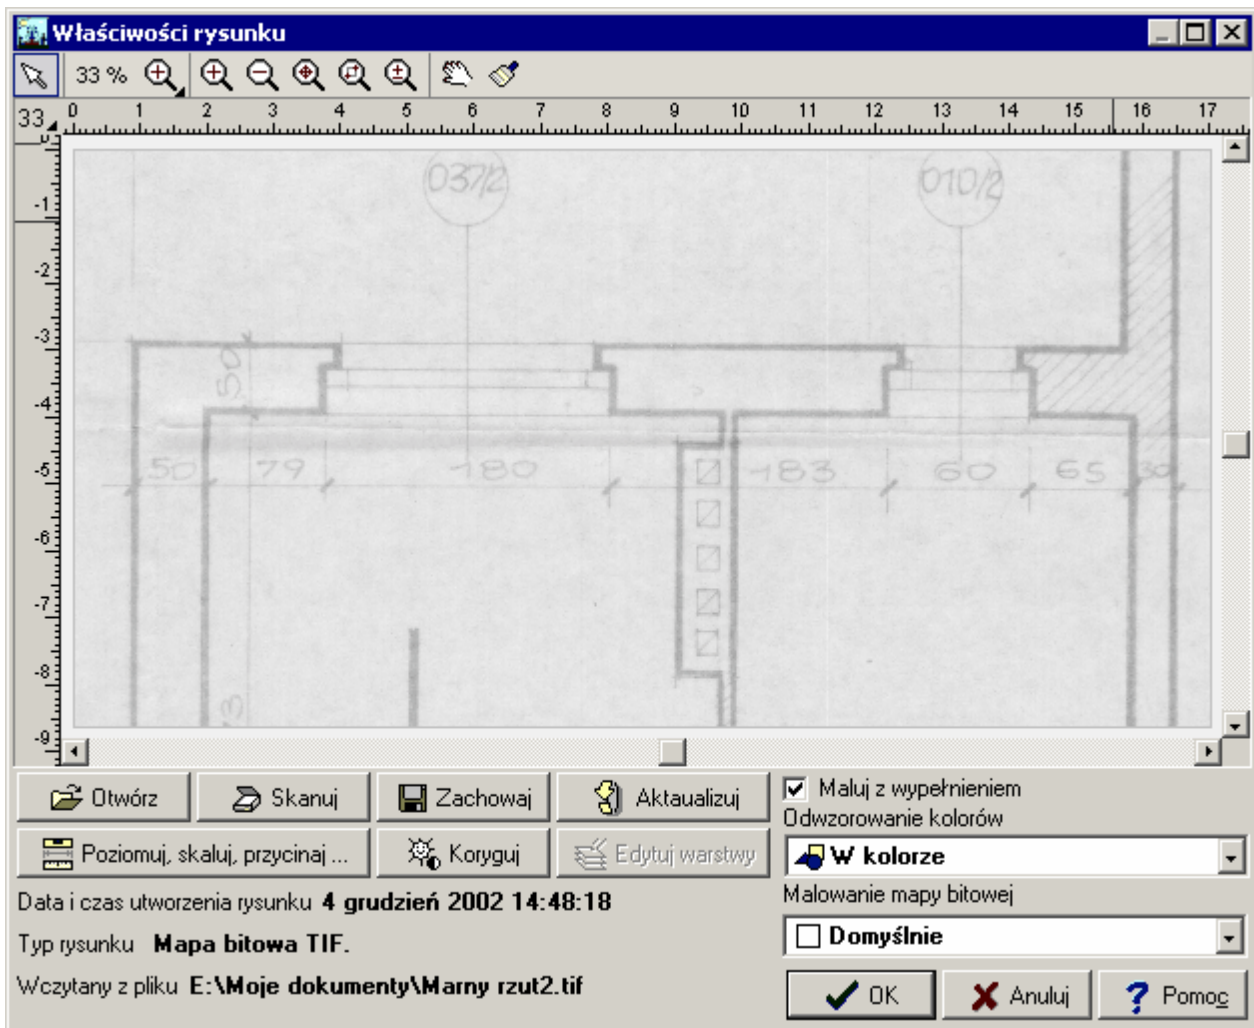 Właściwości rysunku
33 %
33 0 1 2 3 4 5 6 7 8 9 10 11 12 13 14 15 16 17
0
-1
-2
-3
-4
-5
-6
-7
-8
-9
037/2 010/2
50
50 79 180 183 60 65 30
Otwórz Skanuj Zachowaj Aktaualizuj
Poziomuj, skaluj, przycinaj ... Koryguj Edytuj warstwy
Data i czas utworzenia rysunku 4 grudzień 2002 14:48:18
Typ rysunku Mapa bitowa TIF.
Wczytany z pliku E:\Moje dokumenty\Marny rzut2.tif
Maluj z wypełnieniem
Odwzorowanie kolorów
W kolorze
Malowanie mapy bitowej
Domyślnie
OK Anuluj Pomoc